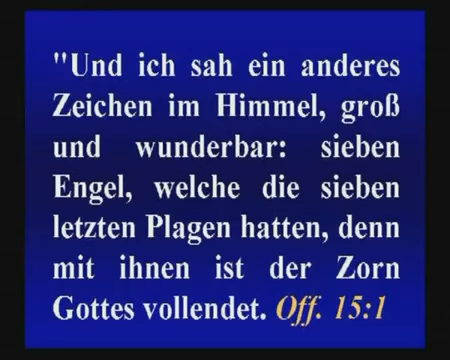 "Und ich sah ein anderes
Zeichen im Himmel, groß
und wunderbar: sieben
Engel, welche die sieben
letzten Plagen hatten, denn
mit ihnen ist der Zorn
Gottes vollendet. Off. 15:1